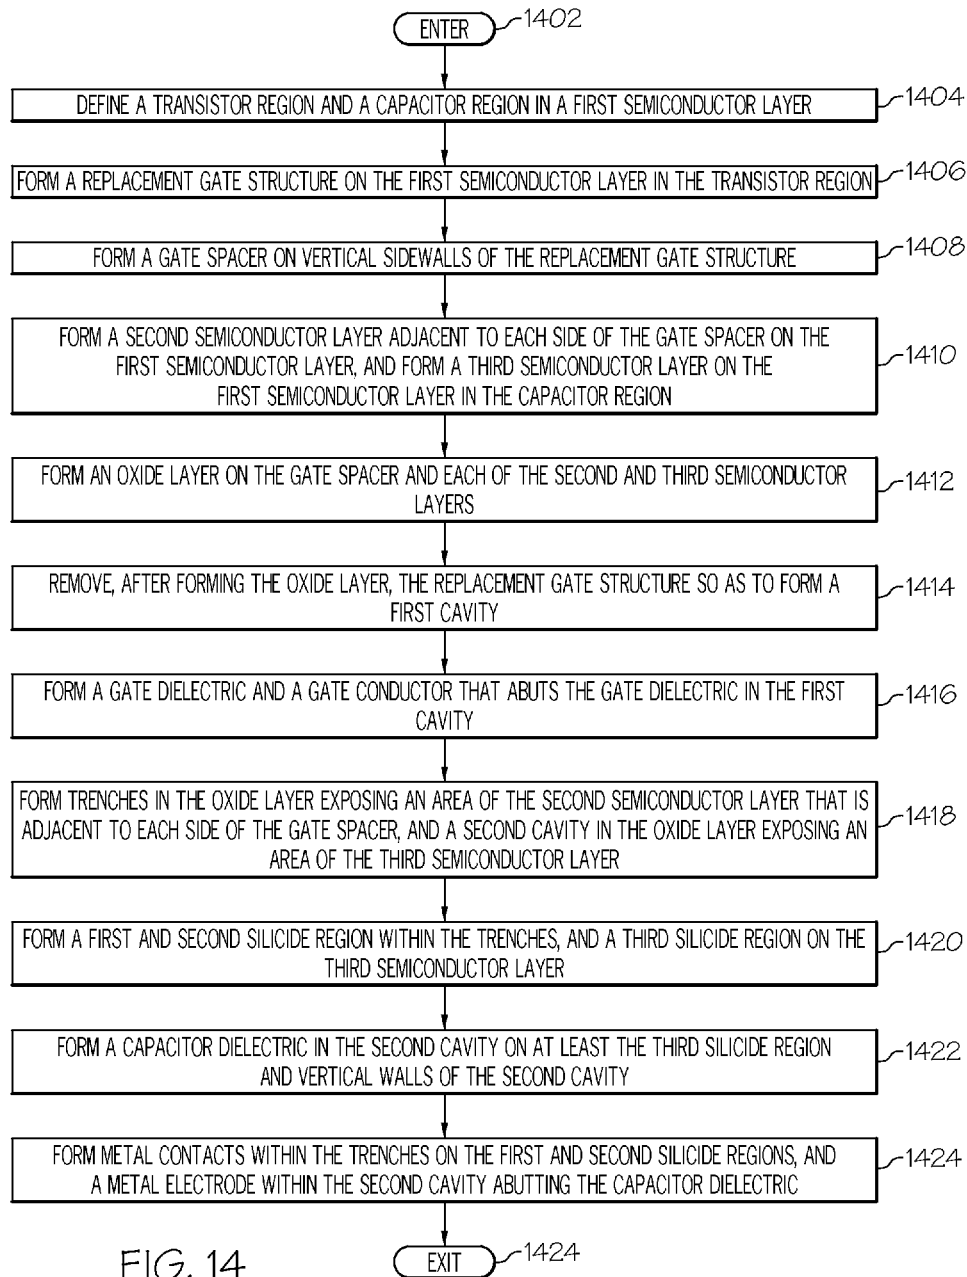 ENTER
1402
DEFINE A TRANSISTOR REGION AND A CAPACITOR REGION IN A FIRST SEMICONDUCTOR LAYER
1404
FORM A REPLACEMENT GATE STRUCTURE ON THE FIRST SEMICONDUCTOR LAYER IN THE TRANSISTOR REGION
1406
FORM A GATE SPACER ON VERTICAL SIDEWALLS OF THE REPLACEMENT GATE STRUCTURE
1408
FORM A SECOND SEMICONDUCTOR LAYER ADJACENT TO EACH SIDE OF THE GATE SPACER ON THE
FIRST SEMICONDUCTOR LAYER, AND FORM A THIRD SEMICONDUCTOR LAYER ON THE
FIRST SEMICONDUCTOR LAYER IN THE CAPACITOR REGION
1410
FORM AN OXIDE LAYER ON THE GATE SPACER AND EACH OF THE SECOND AND THIRD SEMICONDUCTOR
LAYERS
1412
REMOVE, AFTER FORMING THE OXIDE LAYER, THE REPLACEMENT GATE STRUCTURE SO AS TO FORM A
FIRST CAVITY
1414
FORM A GATE DIELECTRIC AND A GATE CONDUCTOR THAT ABUTS THE GATE DIELECTRIC IN THE FIRST
CAVITY
1416
FORM TRENCHES IN THE OXIDE LAYER EXPOSING AN AREA OF THE SECOND SEMICONDUCTOR LAYER THAT IS
ADJACENT TO EACH SIDE OF THE GATE SPACER, AND A SECOND CAVITY IN THE OXIDE LAYER EXPOSING AN
AREA OF THE THIRD SEMICONDUCTOR LAYER
1418
FORM A FIRST AND SECOND SILICIDE REGION WITHIN THE TRENCHES, AND A THIRD SILICIDE REGION ON THE
THIRD SEMICONDUCTOR LAYER
1420
FORM A CAPACITOR DIELECTRIC IN THE SECOND CAVITY ON AT LEAST THE THIRD SILICIDE REGION
AND VERTICAL WALLS OF THE SECOND CAVITY
1422
FORM METAL CONTACTS WITHIN THE TRENCHES ON THE FIRST AND SECOND SILICIDE REGIONS, AND
A METAL ELECTRODE WITHIN THE SECOND CAVITY ABUTTING THE CAPACITOR DIELECTRIC
1424
EXIT
1424
FIG. 14